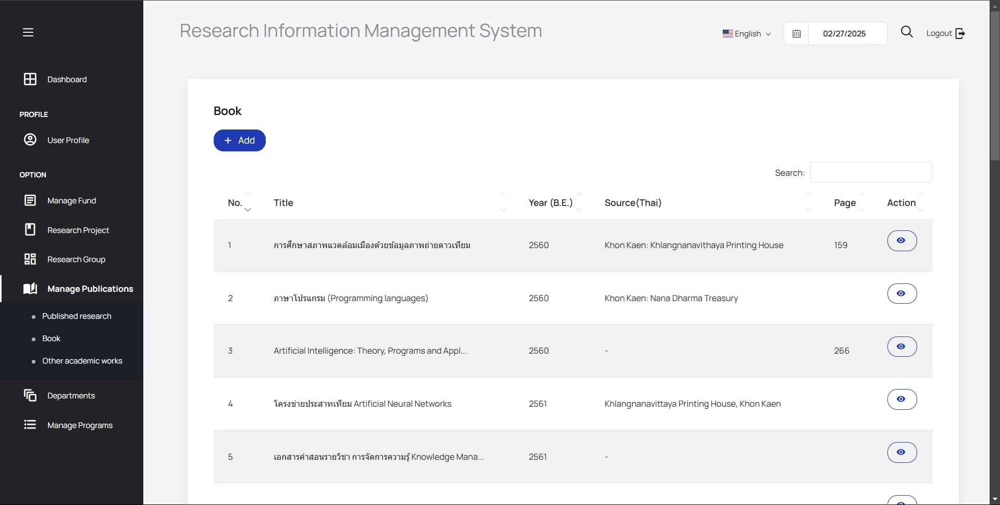 Research Information Management System
English
02/27/2025
Logout
Dashboard
PROFILE
User Profile
OPTION
Manage Fund
Research Project
Research Group
Manage Publications
Published research
Book
Other academic works
Departments
Manage Programs
Book
+ Add
Search:
No. Title Year (B.E.) Source(Thai) Page Action
1 การศึกษาสภาพแวดล้อมเมืองด้วยข้อมูลภาพถ่ายดาวเทียม 2560 Khon Kaen: Khlangnanavithaya Printing House 159
2 ภาษาโปรแกรม (Programming languages) 2560 Khon Kaen: Nana Dharma Treasury
3 Artificial Intelligence: Theory, Programs and Appl... 2560 - 266
4 โครงข่ายประสาทเทียม Artificial Neural Networks 2561 Khlangnanavittaya Printing House, Khon Kaen
5 เอกสารคำสอนรายวิชา การจัดการความรู้ Knowledge Mana... 2561 -